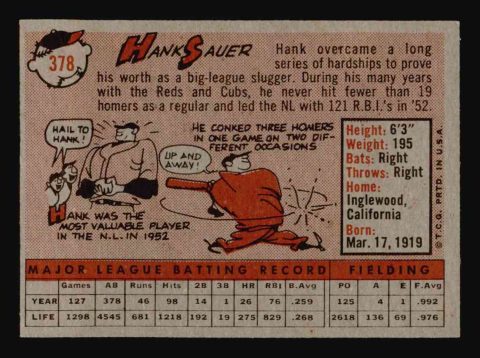 378
HANK SAUER
Hank overcame a long
series of hardships to prove
his worth as a big-league slugger. During his many years
with the Reds and Cubs, he never hit fewer than 19
homers as a regular and led the NL with 121 R.B.I.'s in '52.
HAIL TO
HANK!
HANK WAS THE
MOST VALUABLE PLAYER
IN THE N.L. IN 1952
HE CONKED THREE HOMERS
IN ONE GAME ON TWO DIF-
FERENT OCCASIONS
UP AND
AWAY!
Height: 6'3"
Weight: 195
Bats: Right
Throws: Right
Home:
Inglewood,
California
Born:
Mar. 17, 1919
© T.C.G. PRTD. IN U.S.A.
MAJOR LEAGUE BATTING RECORD FIELDING
Games AB Runs Hits 2B 3B HR RBI B.Avg PO A E F.Avg
YEAR 127 378 46 98 14 1 26 76 .259 125 4 1 .992
LIFE 1298 4545 681 1218 192 19 275 829 .268 2618 136 69 .976